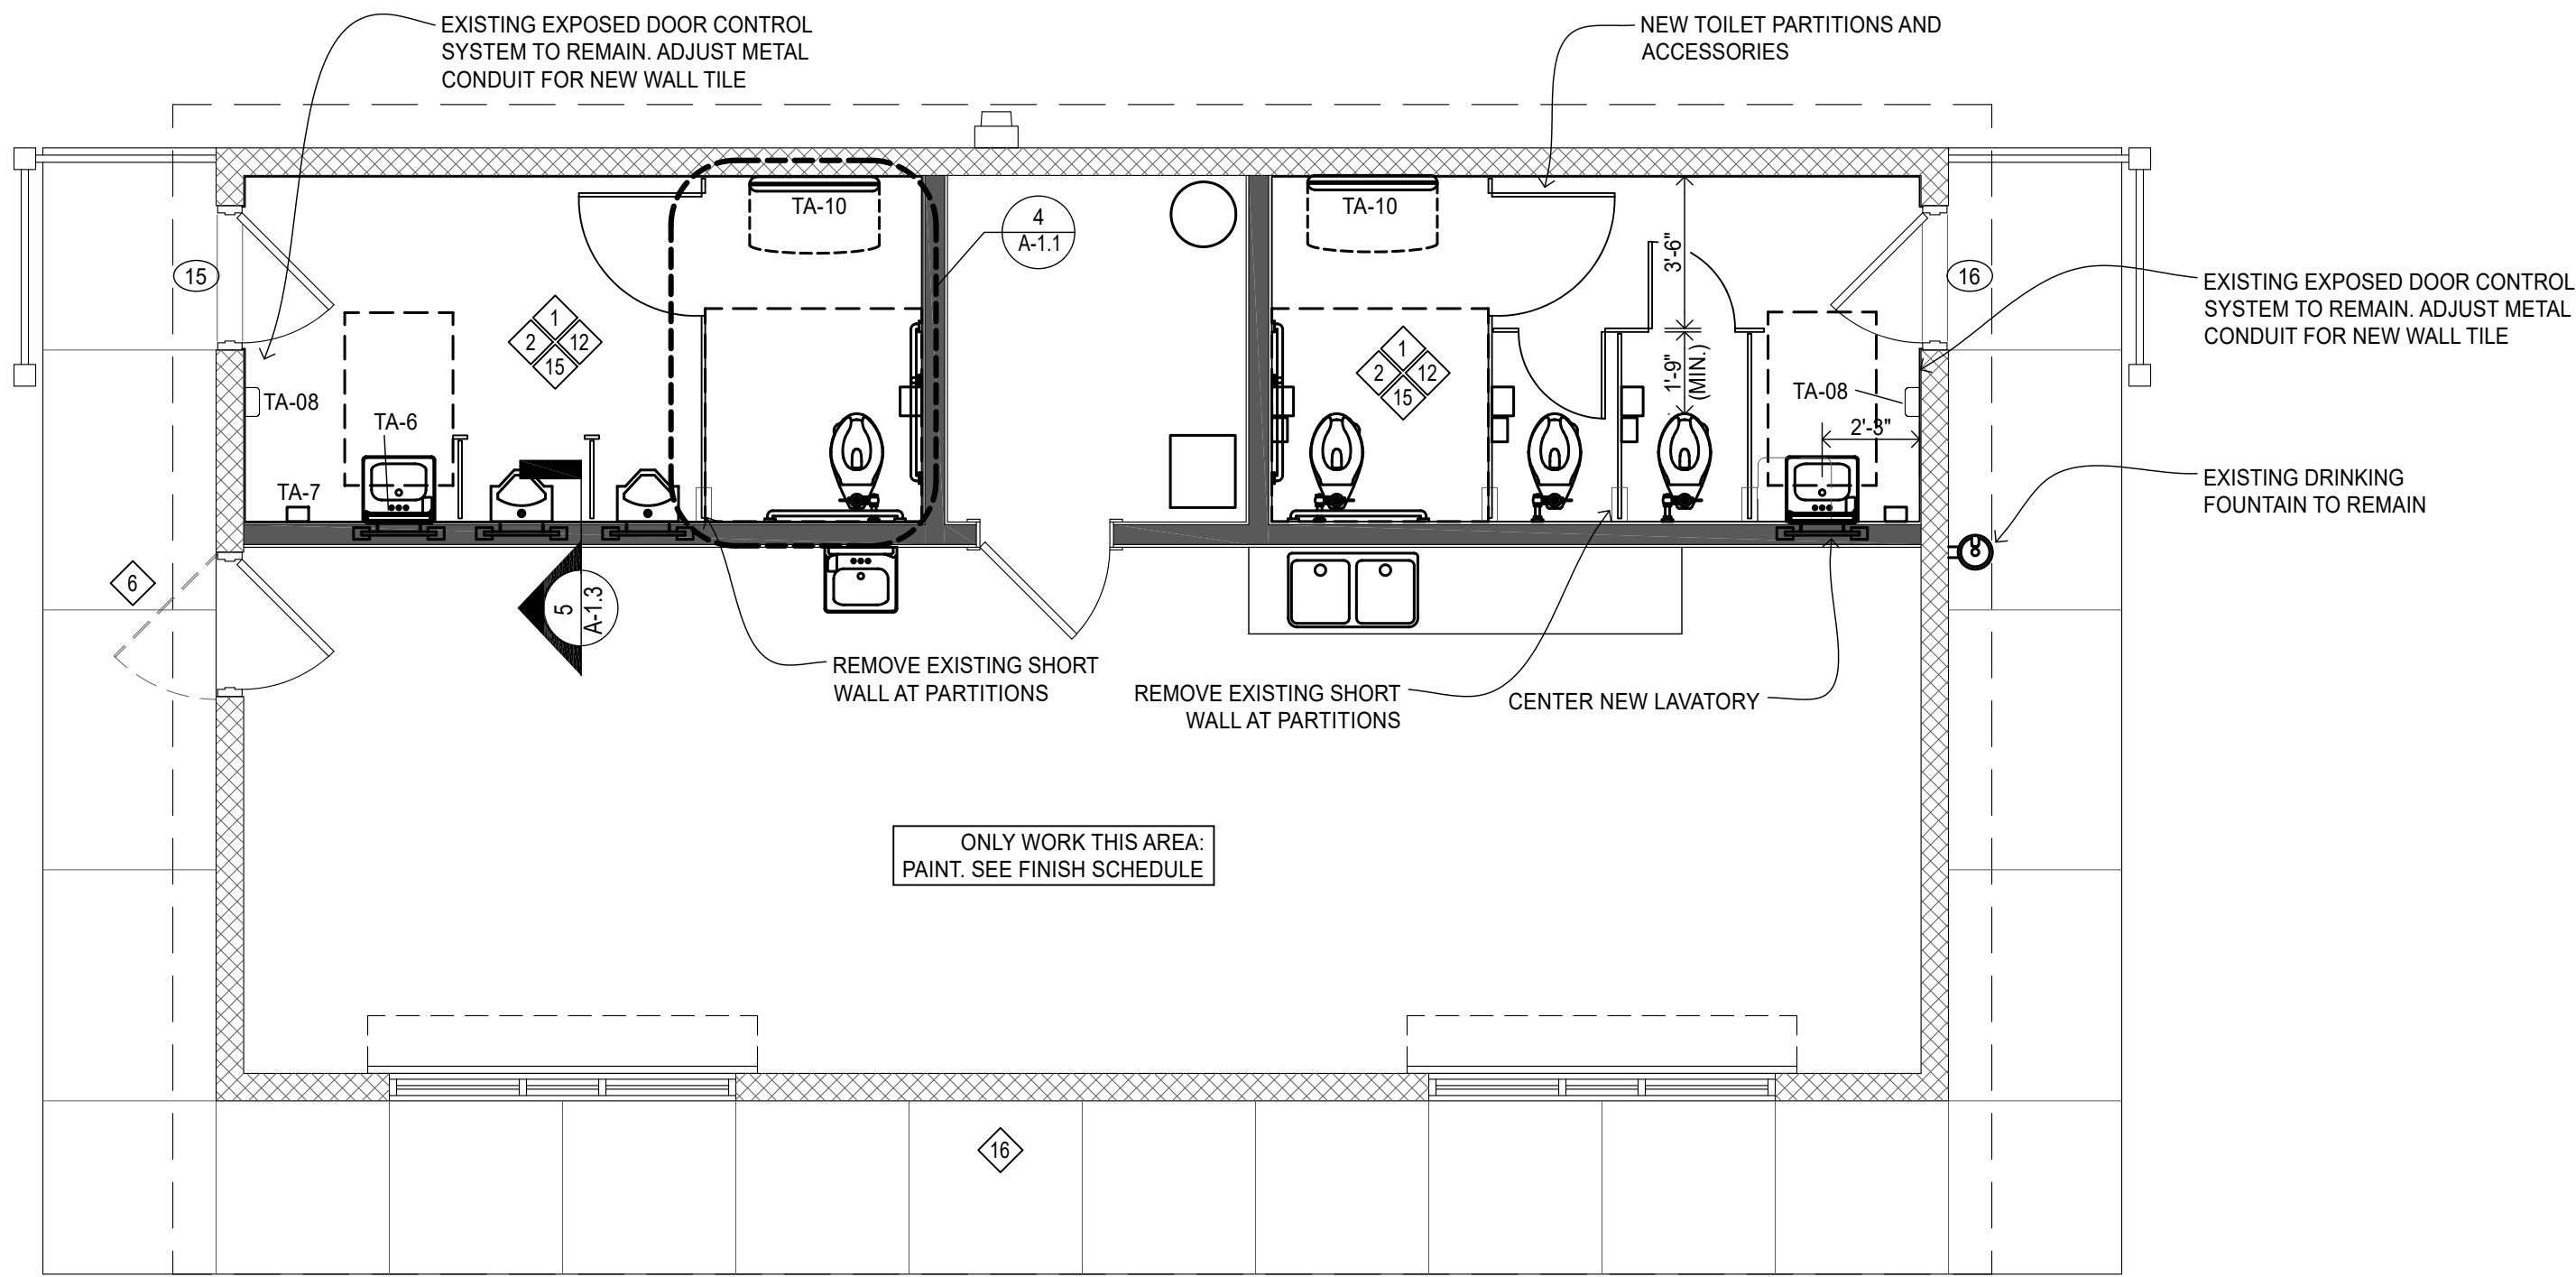 EXISTING EXPOSED DOOR CONTROL
SYSTEM TO REMAIN. ADJUST METAL
CONDUIT FOR NEW WALL TILE
NEW TOILET PARTITIONS AND
ACCESSORIES
TA-10
4
A-1.1
TA-10
3'-6"
15
16
EXISTING EXPOSED DOOR CONTROL
SYSTEM TO REMAIN. ADJUST METAL
CONDUIT FOR NEW WALL TILE
1
2
12
15
1
2
12
15
1'-9"
(MIN.)
TA-08
TA-6
TA-08
2'-3"
TA-7
EXISTING DRINKING
FOUNTAIN TO REMAIN
6
5
A-1.3
REMOVE EXISTING SHORT
WALL AT PARTITIONS
REMOVE EXISTING SHORT
WALL AT PARTITIONS
CENTER NEW LAVATORY
ONLY WORK THIS AREA:
PAINT. SEE FINISH SCHEDULE
16